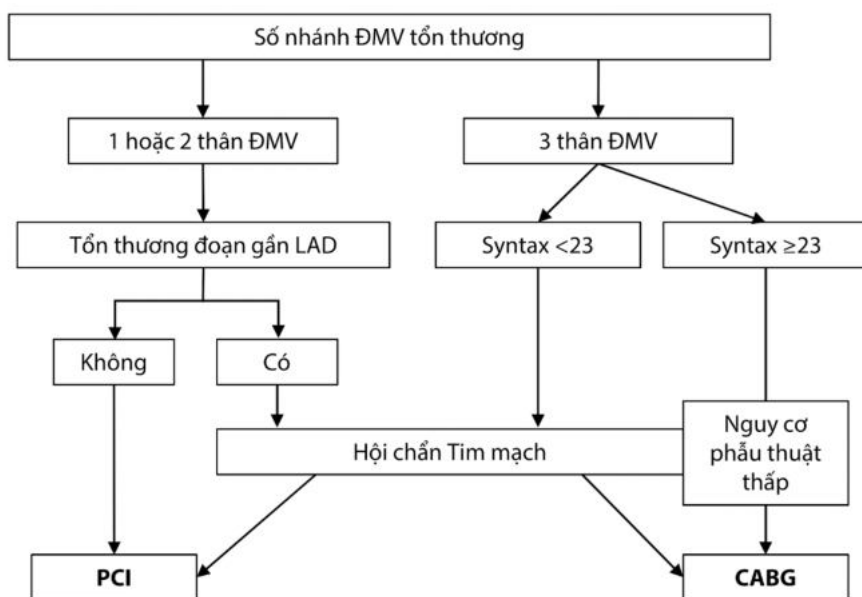 Số nhánh ĐMV tổn thương
1 hoặc 2 thân ĐMV
3 thân ĐMV
Tổn thương đoạn gần LAD
Syntax <23
Syntax ≥23
Không
Có
Hội chẩn Tim mạch
Nguy cơ
phẫu thuật
thấp
PCI
CABG